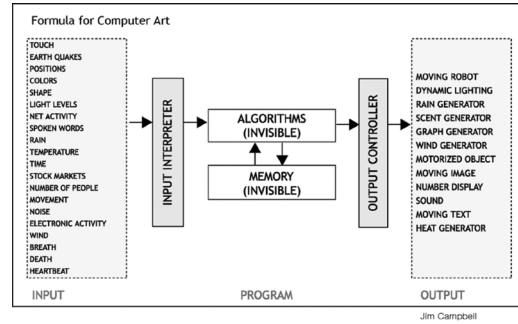 Formula for Computer Art
TOUCH
EARTH QUAKES
POSITIONS
COLORS
SHAPE
LIGHT LEVELS
NET ACTIVITY
SPOKEN WORDS
RAIN
TEMPERATURE
TIME
STOCK MARKETS
NUMBER OF PEOPLE
MOVEMENT
NOISE
ELECTRONIC ACTIVITY
WIND
BREATH
DEATH
HEARTBEAT
INPUT INTERPRETER
ALGORITHMS
(INVISIBLE)
MEMORY
(INVISIBLE)
OUTPUT CONTROLLER
MOVING ROBOT
DYNAMIC LIGHTING
RAIN GENERATOR
SCENT GENERATOR
GRAPH GENERATOR
WIND GENERATOR
MOTORIZED OBJECT
MOVING IMAGE
NUMBER DISPLAY
SOUND
MOVING TEXT
HEAT GENERATOR
INPUT
PROGRAM
OUTPUT
Jim Campbell